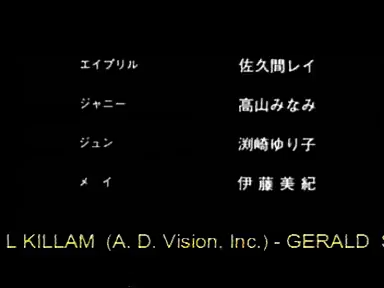 エイプリル 佐久間レイ
ジャニー 高山みなみ
ジュン 渕崎ゆり子
メイ 伊藤美紀
L KILLAM (A. D. Vision, Inc.) - GERALD S